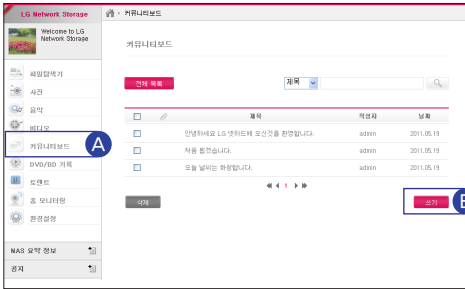 LG Network Storage
Welcome to LG
Network Storage
파일탐색기
사진
음악
비디오
커뮤니티보드
DVD/BD 기록
토렌트
홈 모니터링
환경설정
NAS 요약 정보
공지
A
커뮤니티보드
커뮤니티보드
전체 목록
제목
제목 작성자 날짜
안녕하세요 LG 넷하드에 오신것을 환영합니다. admin 2011.05.19
처음 뵙겠습니다. admin 2011.05.19
오늘 날씨는 화창합니다. admin 2011.05.19
1
삭제
쓰기